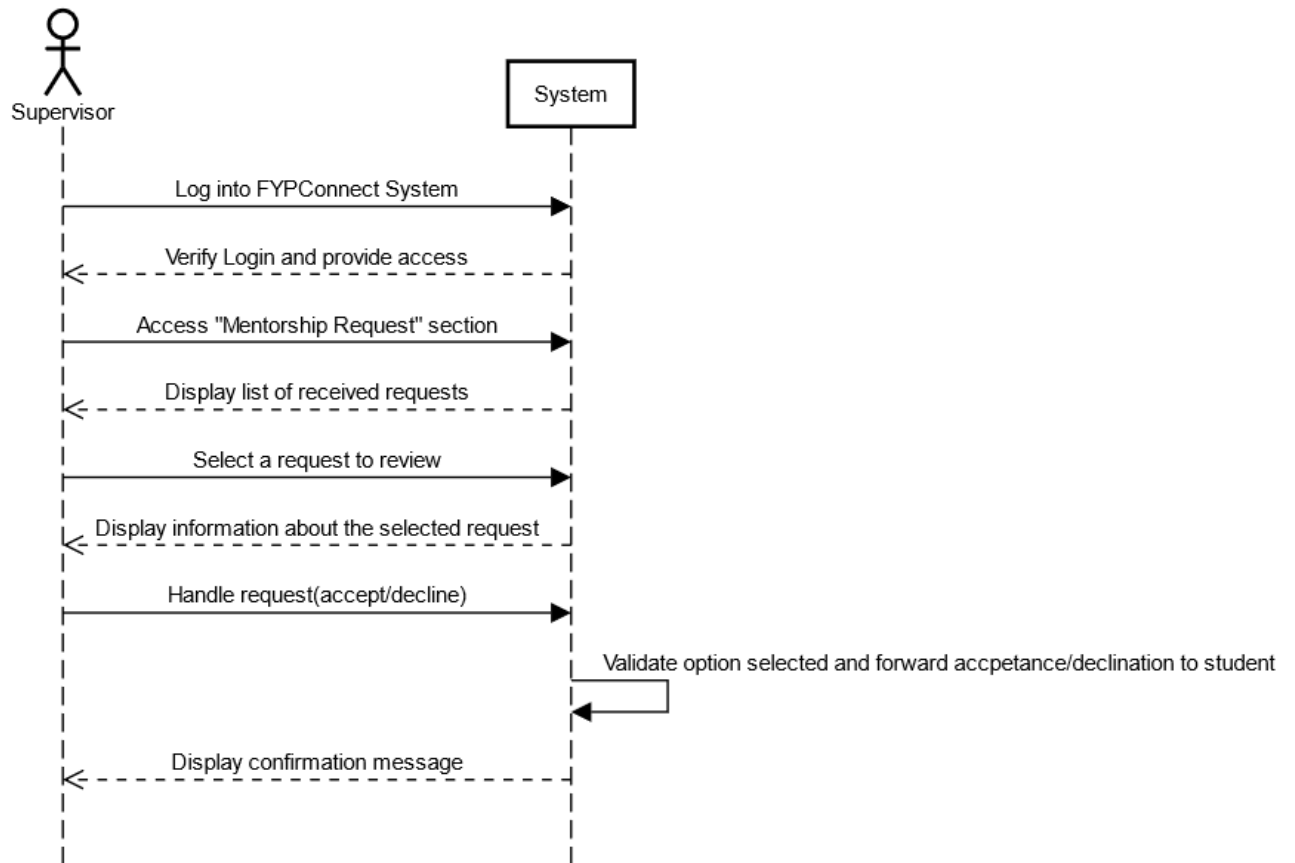 Supervisor
System
Log into FYPConnect System
Verify Login and provide access
Access "Mentorship Request" section
Display list of received requests
Select a request to review
Display information about the selected request
Handle request(accept/decline)
Validate option selected and forward accpetance/declination to student
Display confirmation message